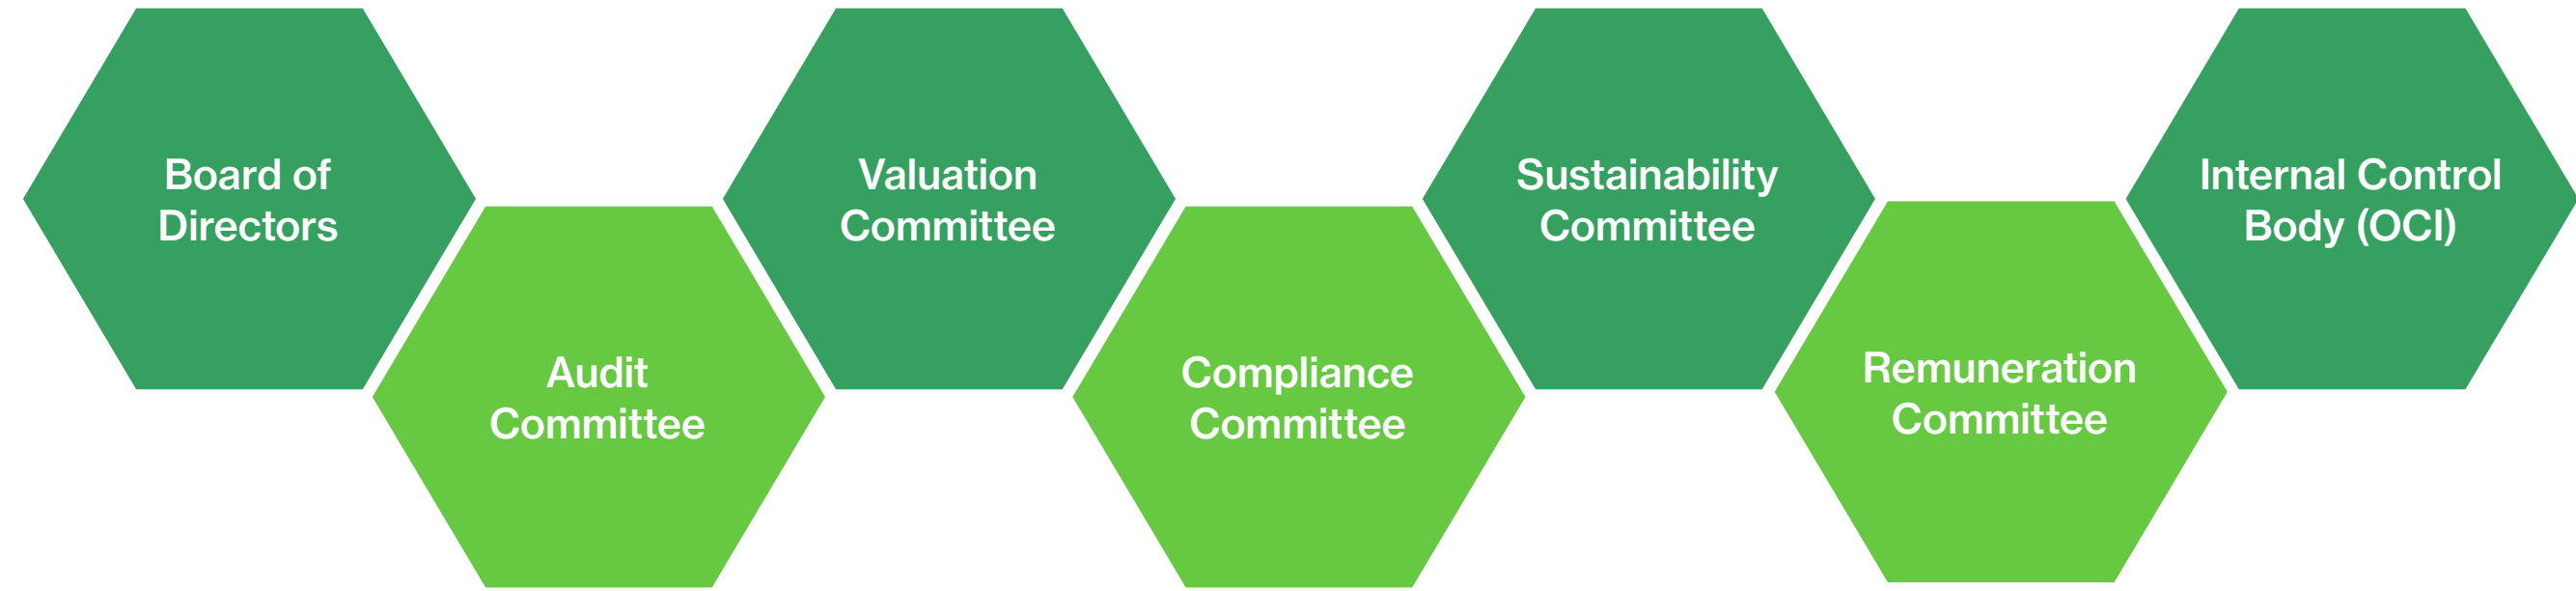 Board of
Directors
Audit
Committee
Valuation
Committee
Compliance
Committee
Sustainability
Committee
Remuneration
Committee
Internal Control
Body (OCI)